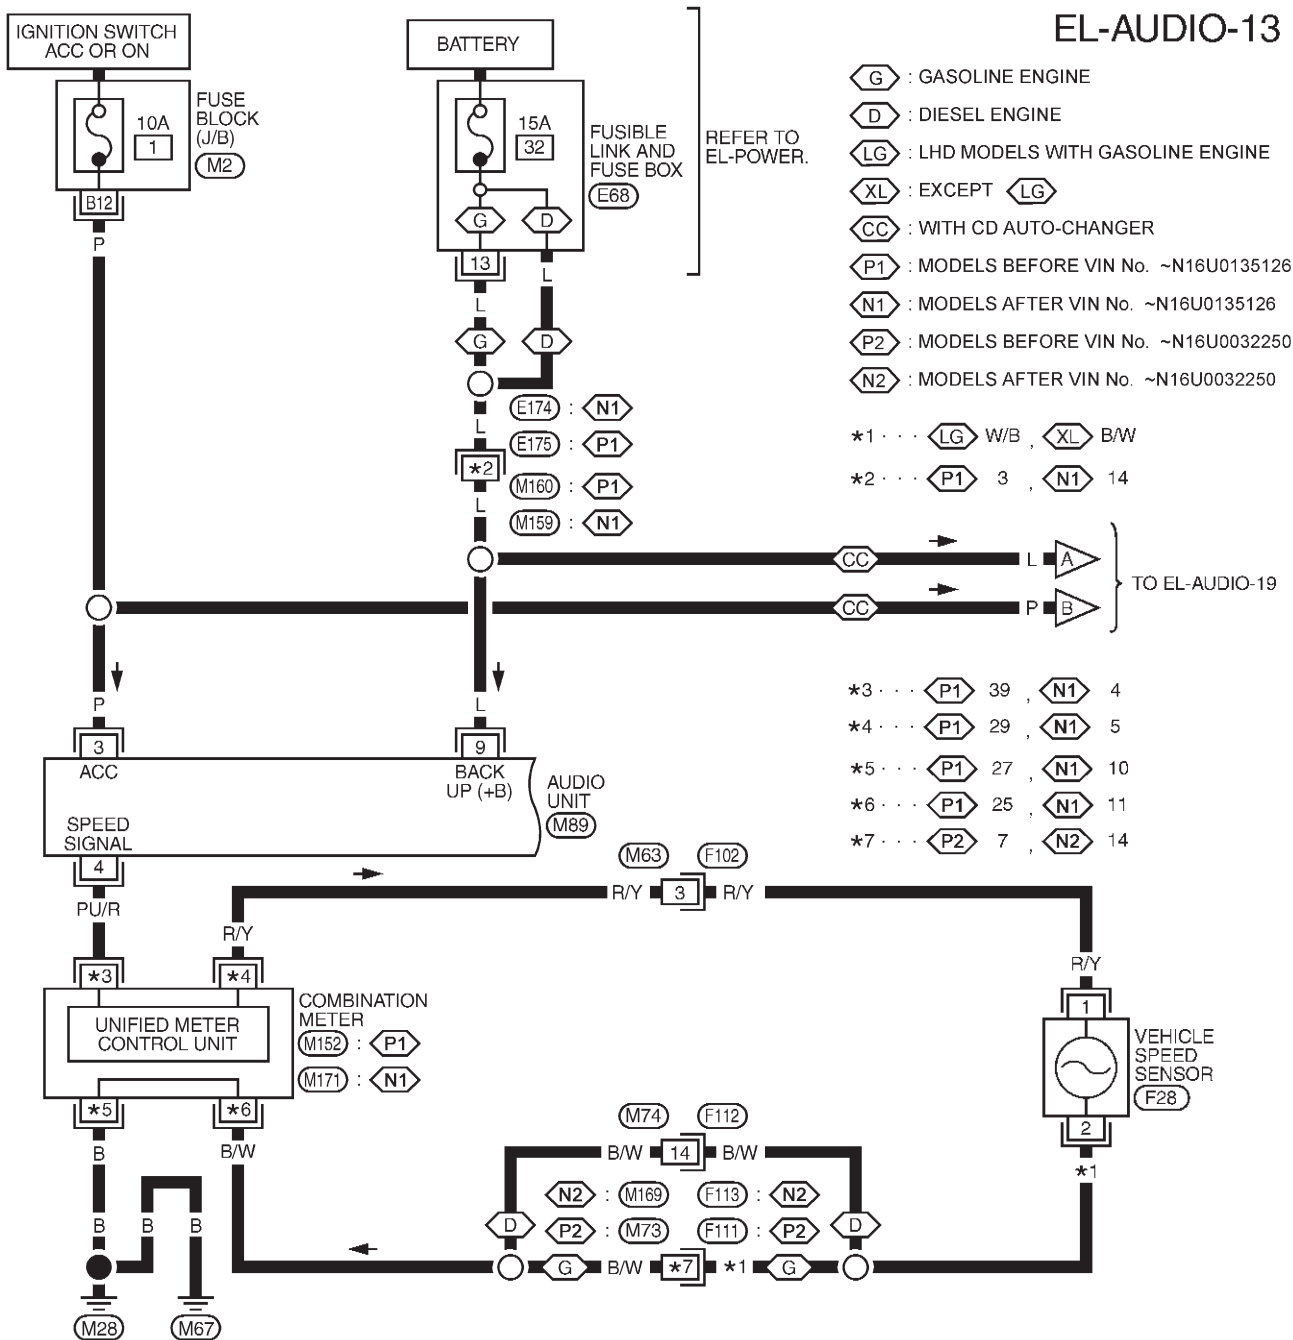 EL-AUDIO-13
IGNITION SWITCH
ACC OR ON
BATTERY
10A
1
FUSE
BLOCK
(J/B)
M2
B12
P
15A
32
FUSIBLE
LINK AND
FUSE BOX
E68
REFER TO
EL-POWER.
G
D
13
L
L
G
D
G : GASOLINE ENGINE
D : DIESEL ENGINE
LG : LHD MODELS WITH GASOLINE ENGINE
XL : EXCEPT LG
CC : WITH CD AUTO-CHANGER
P1 : MODELS BEFORE VIN No. ~N16U0135126
N1 : MODELS AFTER VIN No. ~N16U0135126
P2 : MODELS BEFORE VIN No. ~N16U0032250
N2 : MODELS AFTER VIN No. ~N16U0032250
*1 · · · LG W/B , XL B/W
*2 · · · P1 3 , N1 14
L
*2
L
E174 : N1
E175 : P1
M160 : P1
M159 : N1
CC L A
CC P B
TO EL-AUDIO-19
P
L
3
9
ACC
BACK
UP (+B)
SPEED
SIGNAL
AUDIO
UNIT
M89
4
PU/R
*3 · · · P1 39 , N1 4
*4 · · · P1 29 , N1 5
*5 · · · P1 27 , N1 10
*6 · · · P1 25 , N1 11
*7 · · · P2 7 , N2 14
M63 F102
R/Y 3 R/Y
R/Y
R/Y
*3
*4
UNIFIED METER
CONTROL UNIT
COMBINATION
METER
M152 : P1
M171 : N1
*5
*6
1
VEHICLE
SPEED
SENSOR
F28
2
*1
B
B/W
M74 F112
B/W 14 B/W
N2 : M169 F113 : N2
P2 : M73 F111 : P2
D
D
G B/W *7 *1 G
B
B
B
M28
M67